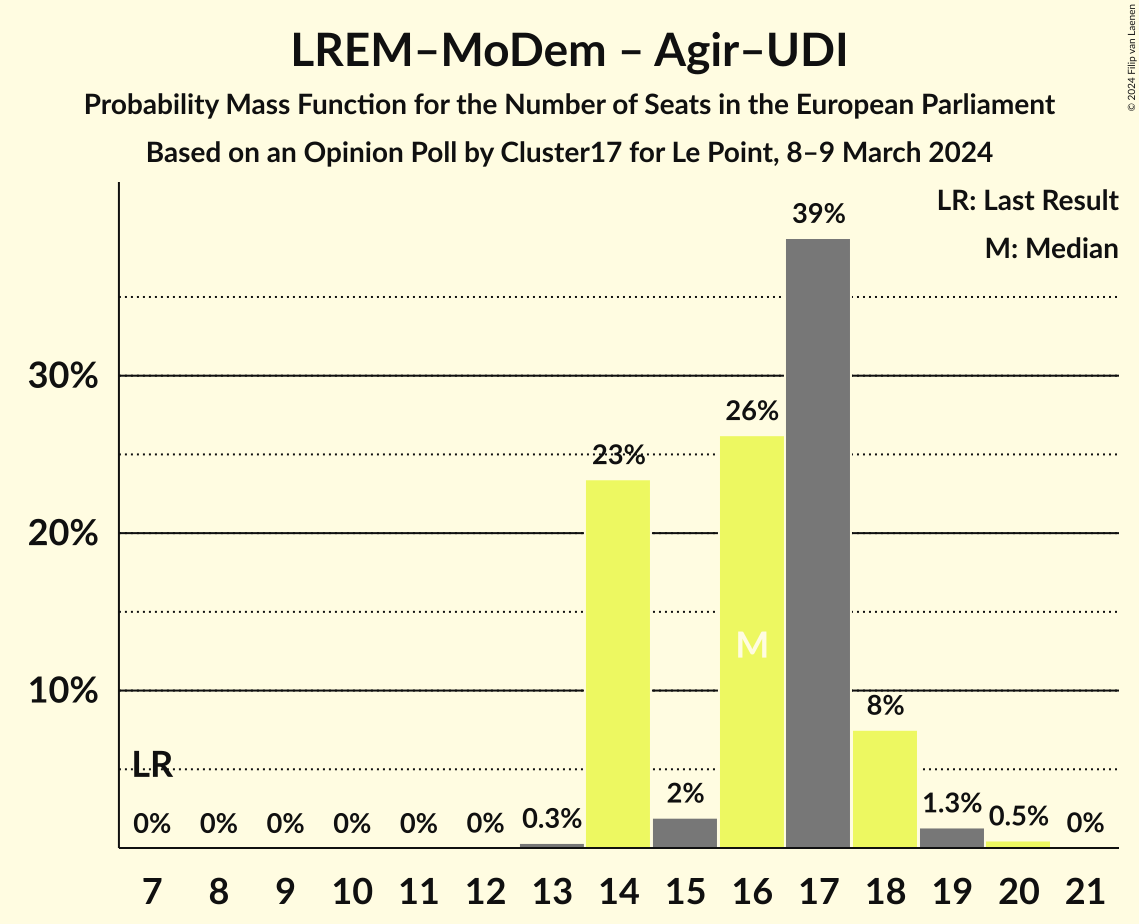 LREM–MoDem – Agir–UDI
Probability Mass Function for the Number of Seats in the European Parliament
Based on an Opinion Poll by Cluster17 for Le Point, 8–9 March 2024
© 2024 Filip van Laenen
LR: Last Result
M: Median
39%
30%
26%
23%
20%
M
10%
8%
LR
2%
1.3%
0.5%
0.3%
0% 0% 0% 0% 0% 0% 0%
7 8 9 10 11 12 13 14 15 16 17 18 19 20 21